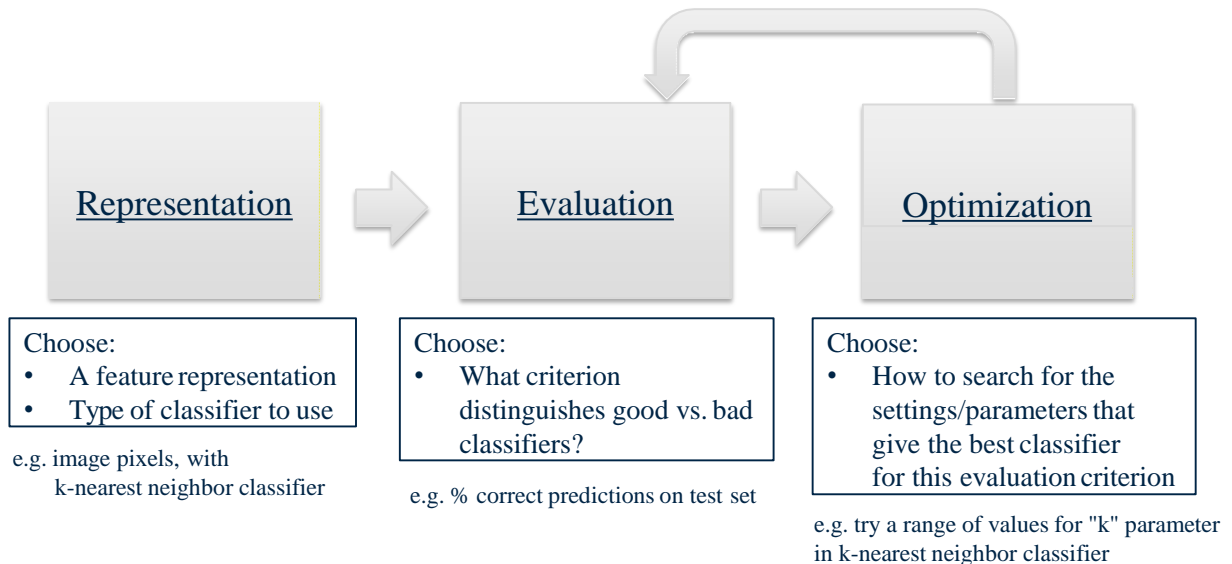 Representation
Evaluation
Optimization
Choose:
• A feature representation
• Type of classifier to use
e.g. image pixels, with
k-nearest neighbor classifier
Choose:
• What criterion
distinguishes good vs. bad
classifiers?
e.g. % correct predictions on test set
Choose:
• How to search for the
settings/parameters that
give the best classifier
for this evaluation criterion
e.g. try a range of values for "k" parameter
in k-nearest neighbor classifier